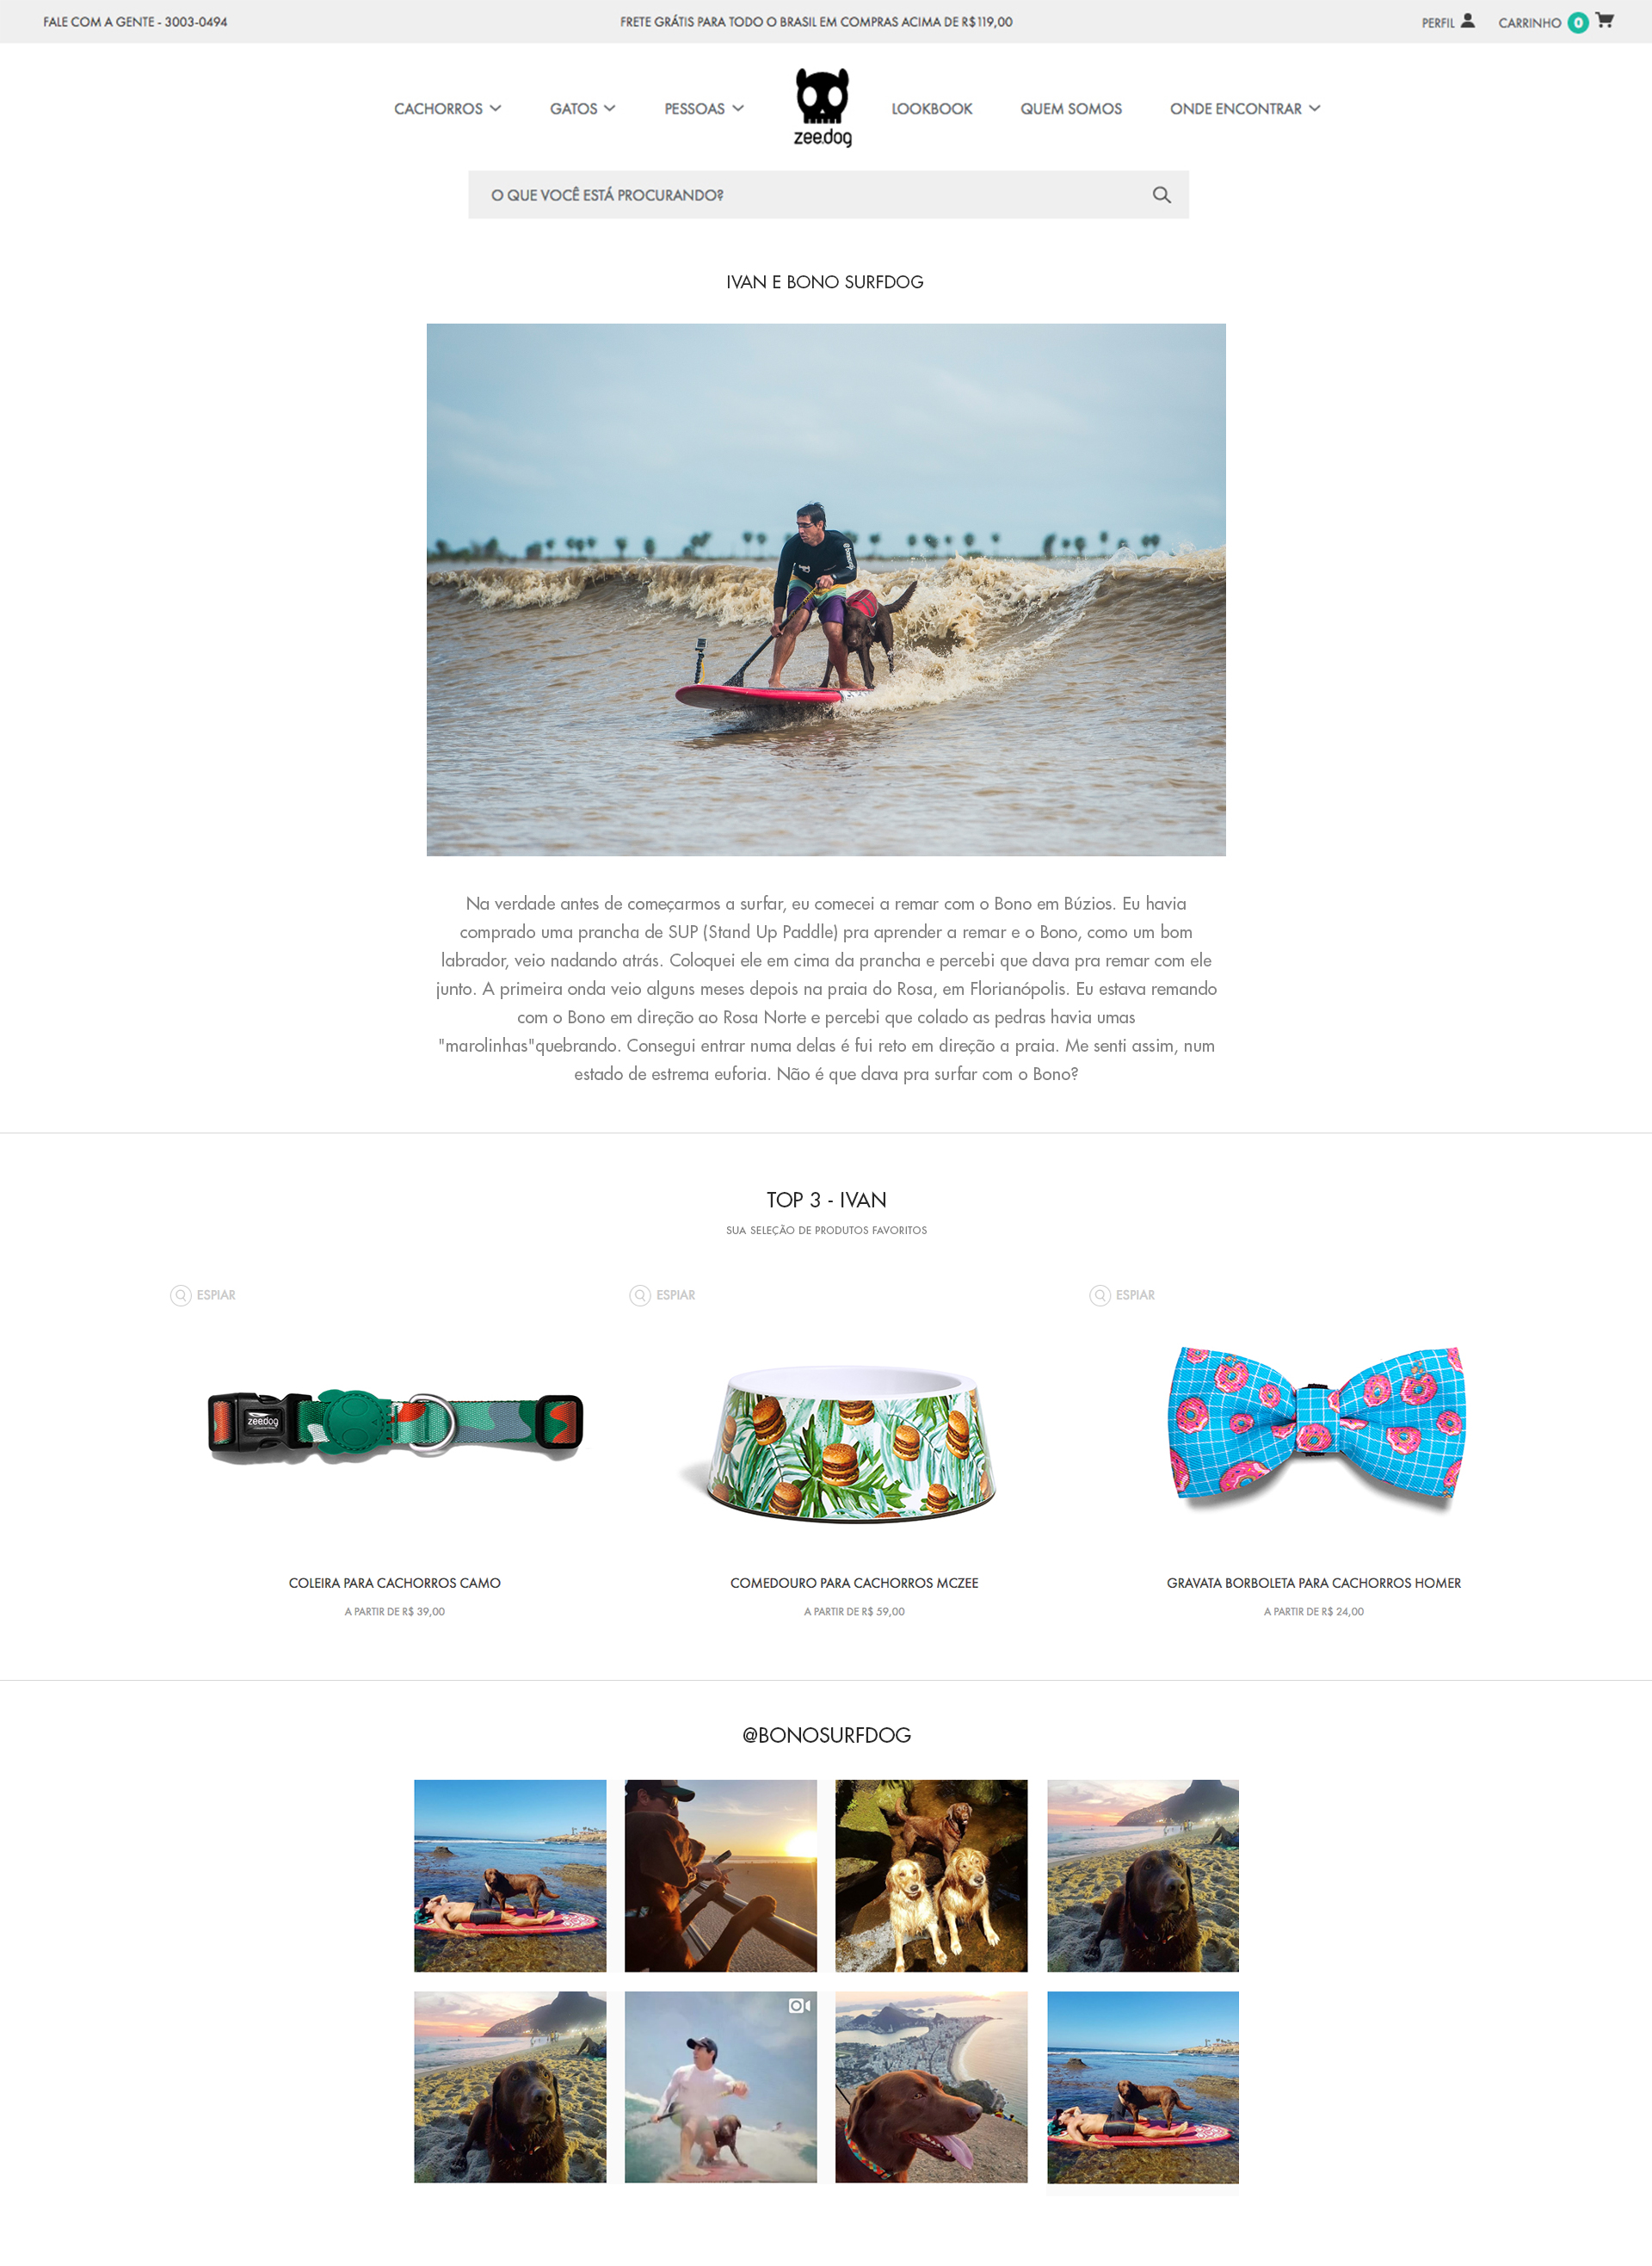 FALE COM A GENTE - 3003-0494
FRETE GRÁTIS PARA TODO O BRASIL EM COMPRAS ACIMA DE R$119,00
PERFIL
CARRINHO 0
CACHORROS
GATOS
PESSOAS
zee.dog
LOOKBOOK
QUEM SOMOS
ONDE ENCONTRAR
O QUE VOCÊ ESTÁ PROCURANDO?
IVAN E BONO SURFDOG
Na verdade antes de começarmos a surfar, eu comecei a remar com o Bono em Búzios. Eu havia
comprado uma prancha de SUP (Stand Up Paddle) pra aprender a remar e o Bono, como um bom
labrador, veio nadando atrás. Coloquei ele em cima da prancha e percebi que dava pra remar com ele
junto. A primeira onda veio alguns meses depois na praia do Rosa, em Florianópolis. Eu estava remando
com o Bono em direção ao Rosa Norte e percebi que colado as pedras havia umas
"marolinhas"quebrando. Consegui entrar numa delas é fui reto em direção a praia. Me senti assim, num
estado de estrema euforia. Não é que dava pra surfar com o Bono?
TOP 3 - IVAN
SUA SELEÇÃO DE PRODUTOS FAVORITOS
ESPIAR
ESPIAR
ESPIAR
zee.dog
COLEIRA PARA CACHORROS CAMO
A PARTIR DE R$ 39,00
COMEDOURO PARA CACHORROS MCZEE
A PARTIR DE R$ 59,00
GRAVATA BORBOLETA PARA CACHORROS HOMER
A PARTIR DE R$ 24,00
@BONOSURFDOG